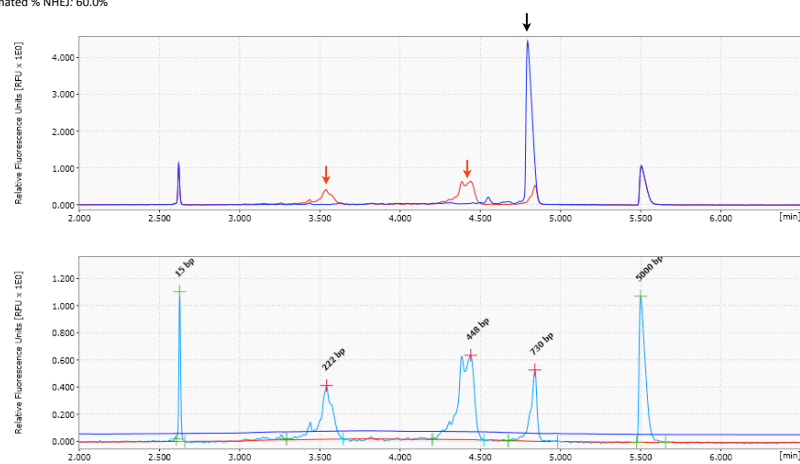 mated % NHEJ: 60.0%
Relative Fluorescence Units [RFU x 1E0]
4.000
3.000
2.000
1.000
0.000
2.000 2.500 3.000 3.500 4.000 4.500 5.000 5.500 6.000 [min]
Relative Fluorescence Units [RFU x 1E0]
1.200
1.000
0.800
0.600
0.400
0.200
0.000
15 bp
222 bp
448 bp
730 bp
5000 bp
2.000 2.500 3.000 3.500 4.000 4.500 5.000 5.500 6.000 [min]